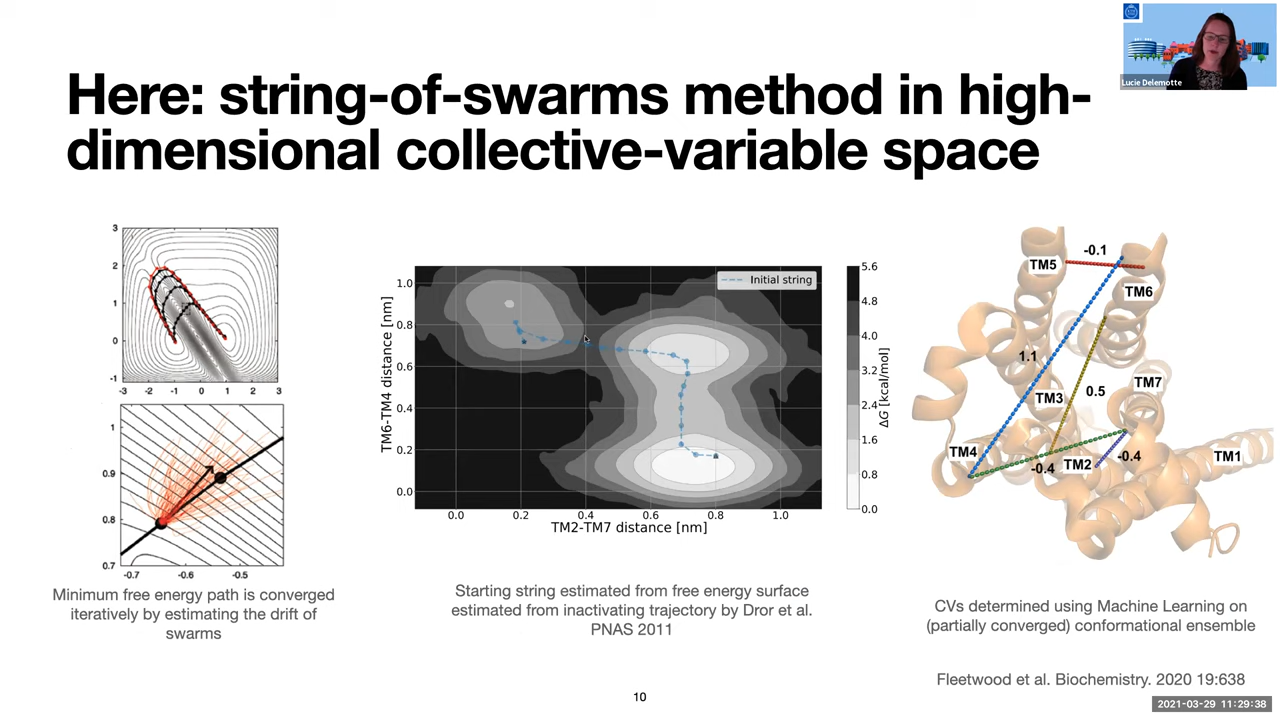 Lucie Delemotte
Here: string-of-swarms method in high-
dimensional collective-variable space
3
2
1
0
-1
-3
-2
-1
0
1
2
3
1
0.9
0.8
0.7
-0.7
-0.6
-0.5
Minimum free energy path is converged
iteratively by estimating the drift of
swarms
Initial string
TM6-TM4 distance [nm]
1.0
0.8
0.6
0.4
0.2
0.0
0.0
0.2
0.4
0.6
0.8
1.0
TM2-TM7 distance [nm]
5.6
4.8
4.0
3.2
2.4
1.6
0.8
0.0
ΔG [kcal/mol]
Starting string estimated from free energy surface
estimated from inactivating trajectory by Dror et al.
PNAS 2011
-0.1
TM5
TM6
1.1
TM7
TM3
0.5
TM4
-0.4
TM2
-0.4
TM1
CVs determined using Machine Learning on
(partially converged) conformational ensemble
Fleetwood et al. Biochemistry. 2020 19:638
10
2021-03-29 11:29:38